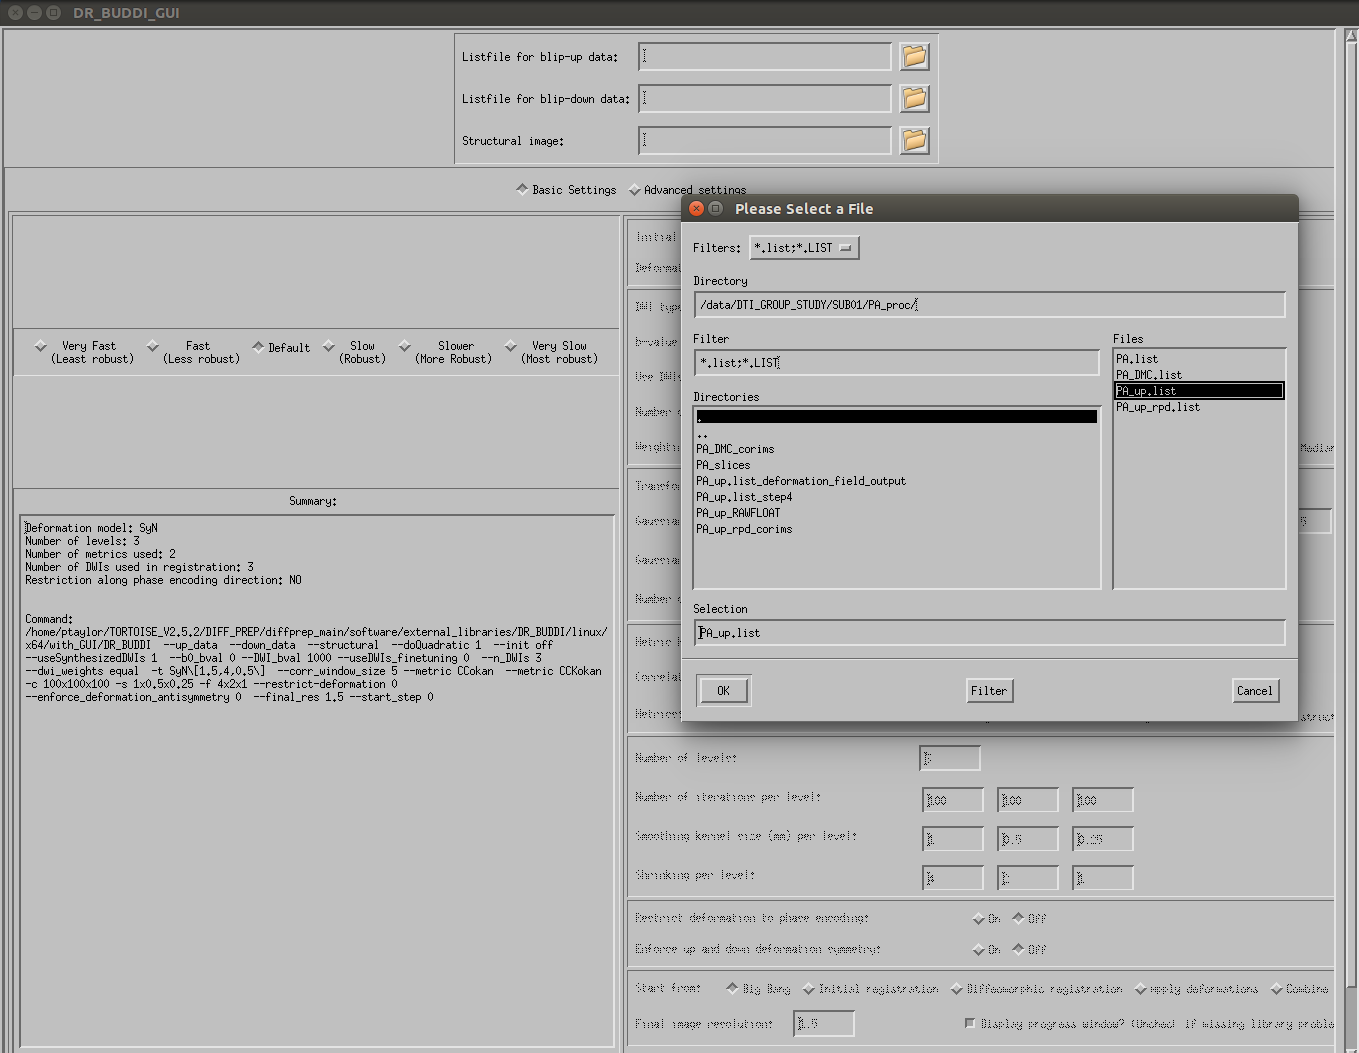 DR_BUDDI_GUI
Listfile for blip-up data:
Listfile for blip-down data:
Structural image:
Basic Settings
Advanced settings
Very Fast
(Least robust)
Fast
(Less robust)
Default
Slow
(Robust)
Slower
(More Robust)
Very Slow
(Most robust)
Summary:
Deformation model: SyN
Number of levels: 3
Number of metrics used: 2
Number of DWIs used in registration: 3
Restriction along phase encoding direction: NO
Command:
/home/ptaylor/TORTOISE_V2.5.2/DIFF_PREP/diffprep_main/software/external_libraries/DR_BUDDI/linux/
x64/with_GUI/DR_BUDDI --up_data --down_data --structural --doQuadratic 1 --init off
--useSynthesizedDWIs 1 --b0_bval 0 --DWI_bval 1000 --useDWIs_finetuning 0 --n_DWIs 3
--dwi_weights equal -t SyN\[1.5,4,0.5\] --corr_window_size 5 --metric CCokan --metric CCKokan
-c 100x100x100 -s 1x0.5x0.25 -f 4x2x1 --restrict-deformation 0
--enforce_deformation_antisymmetry 0 --final_res 1.5 --start_step 0
Please Select a File
Filters: *.list;*.LIST
Directory
/data/DTI_GROUP_STUDY/SUB01/PA_proc/
Filter
*.list;*.LIST
Directories
.
..
PA_DMC_corims
PA_slices
PA_up.list_deformation_field_output
PA_up.list_step4
PA_up_RAWFLOAT
PA_up_rpd_corims
Files
PA.list
PA_DMC.list
PA_up.list
PA_up_rpd.list
Selection
PA_up.list
OK
Filter
Cancel
Initial
DWI type
b-value
Number of levels:
Number of iterations per level: 100 100 100
Smoothing kernel size (mm) per level: 1 0.5 0.25
Shrinking per level:
Restrict deformation to phase encoding: On Off
Enforce up and down deformation symmetry: On Off
Start from: Big Bang Initial registration Diffeomorphic registration Apply deformations Combine
Final image resolution: 1.5
Display progress window? (Uncheck if missing library